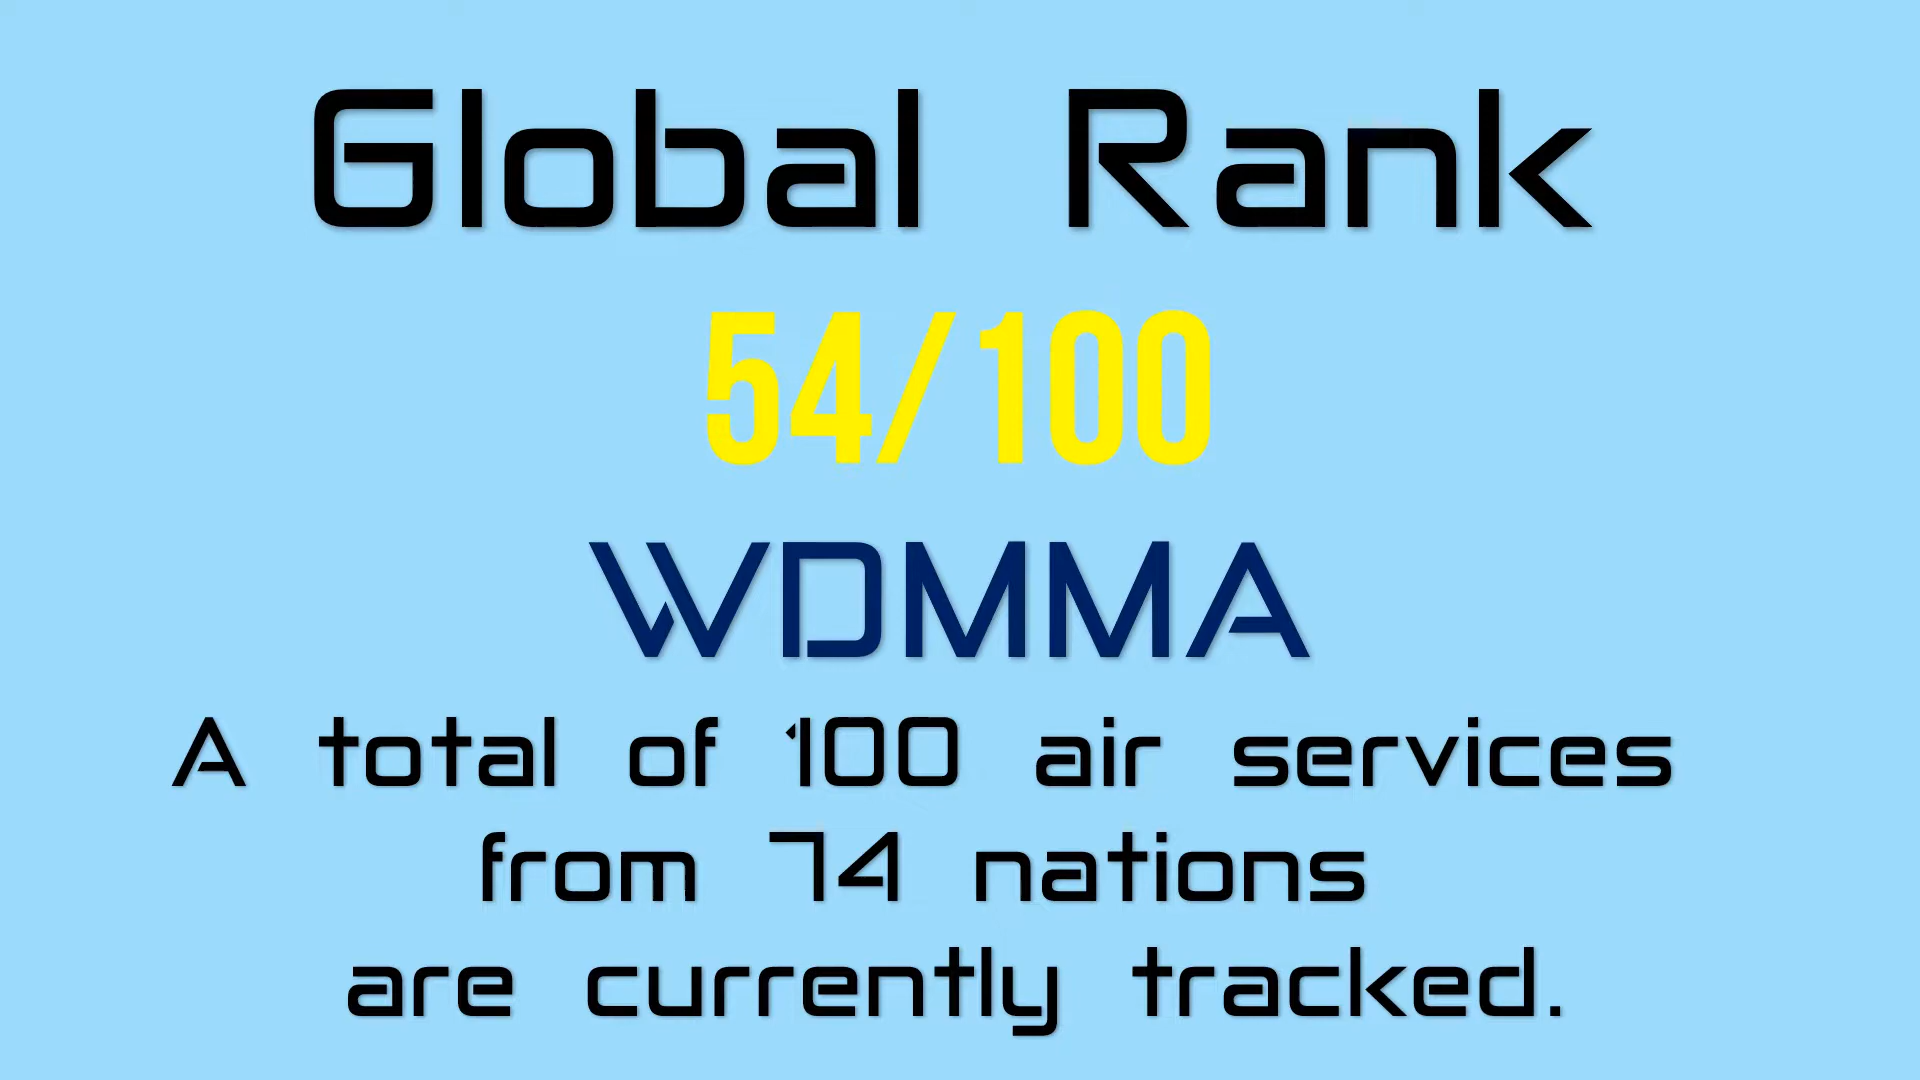 Global Rank
54/100
WDMMA
A total of 100 air services
from 74 nations
are currently tracked.